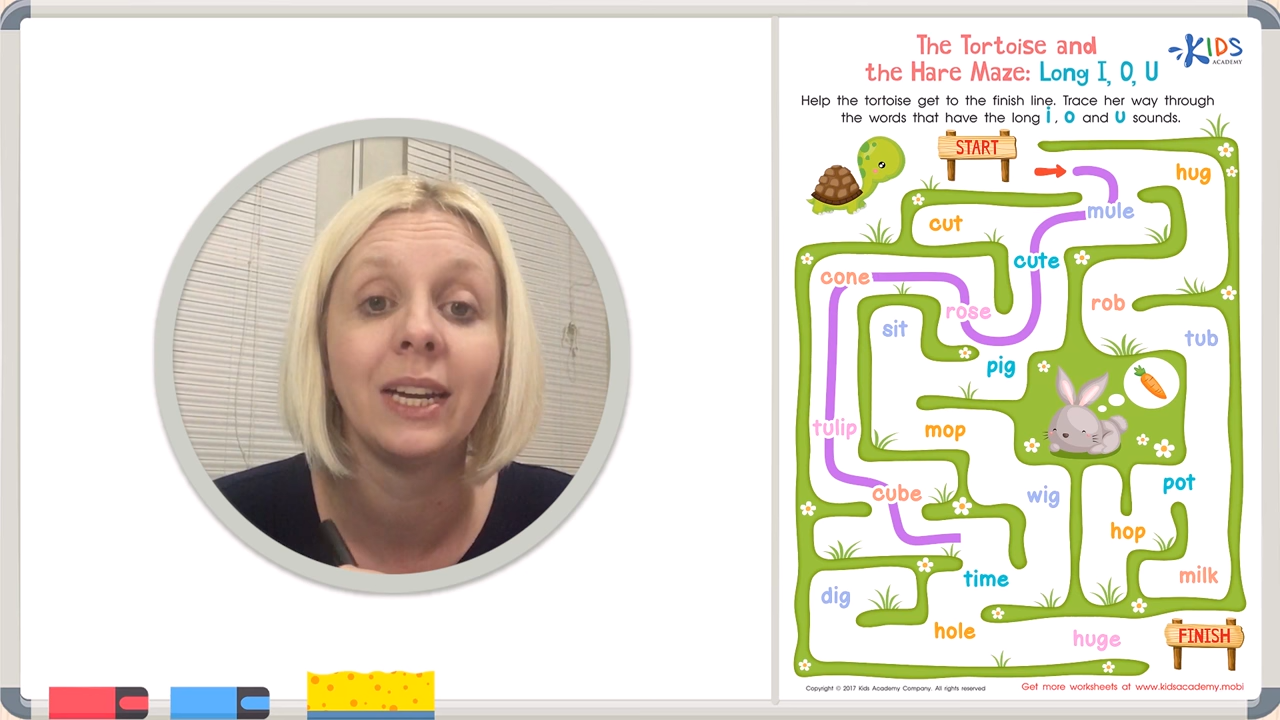 The Tortoise and
the Hare Maze: Long I, O, U
KIDS
ACADEMY
Help the tortoise get to the finish line. Trace her way through
the words that have the long i, o and u sounds.
START
hug
mule
cut
cute
cone
rob
rose
sit
tub
pig
tulip
mop
pot
cube
wig
hop
time
milk
dig
hole
huge
FINISH
Copyright © 2017 Kids Academy Company. All rights reserved
Get more worksheets at www.kidsacademy.mobi